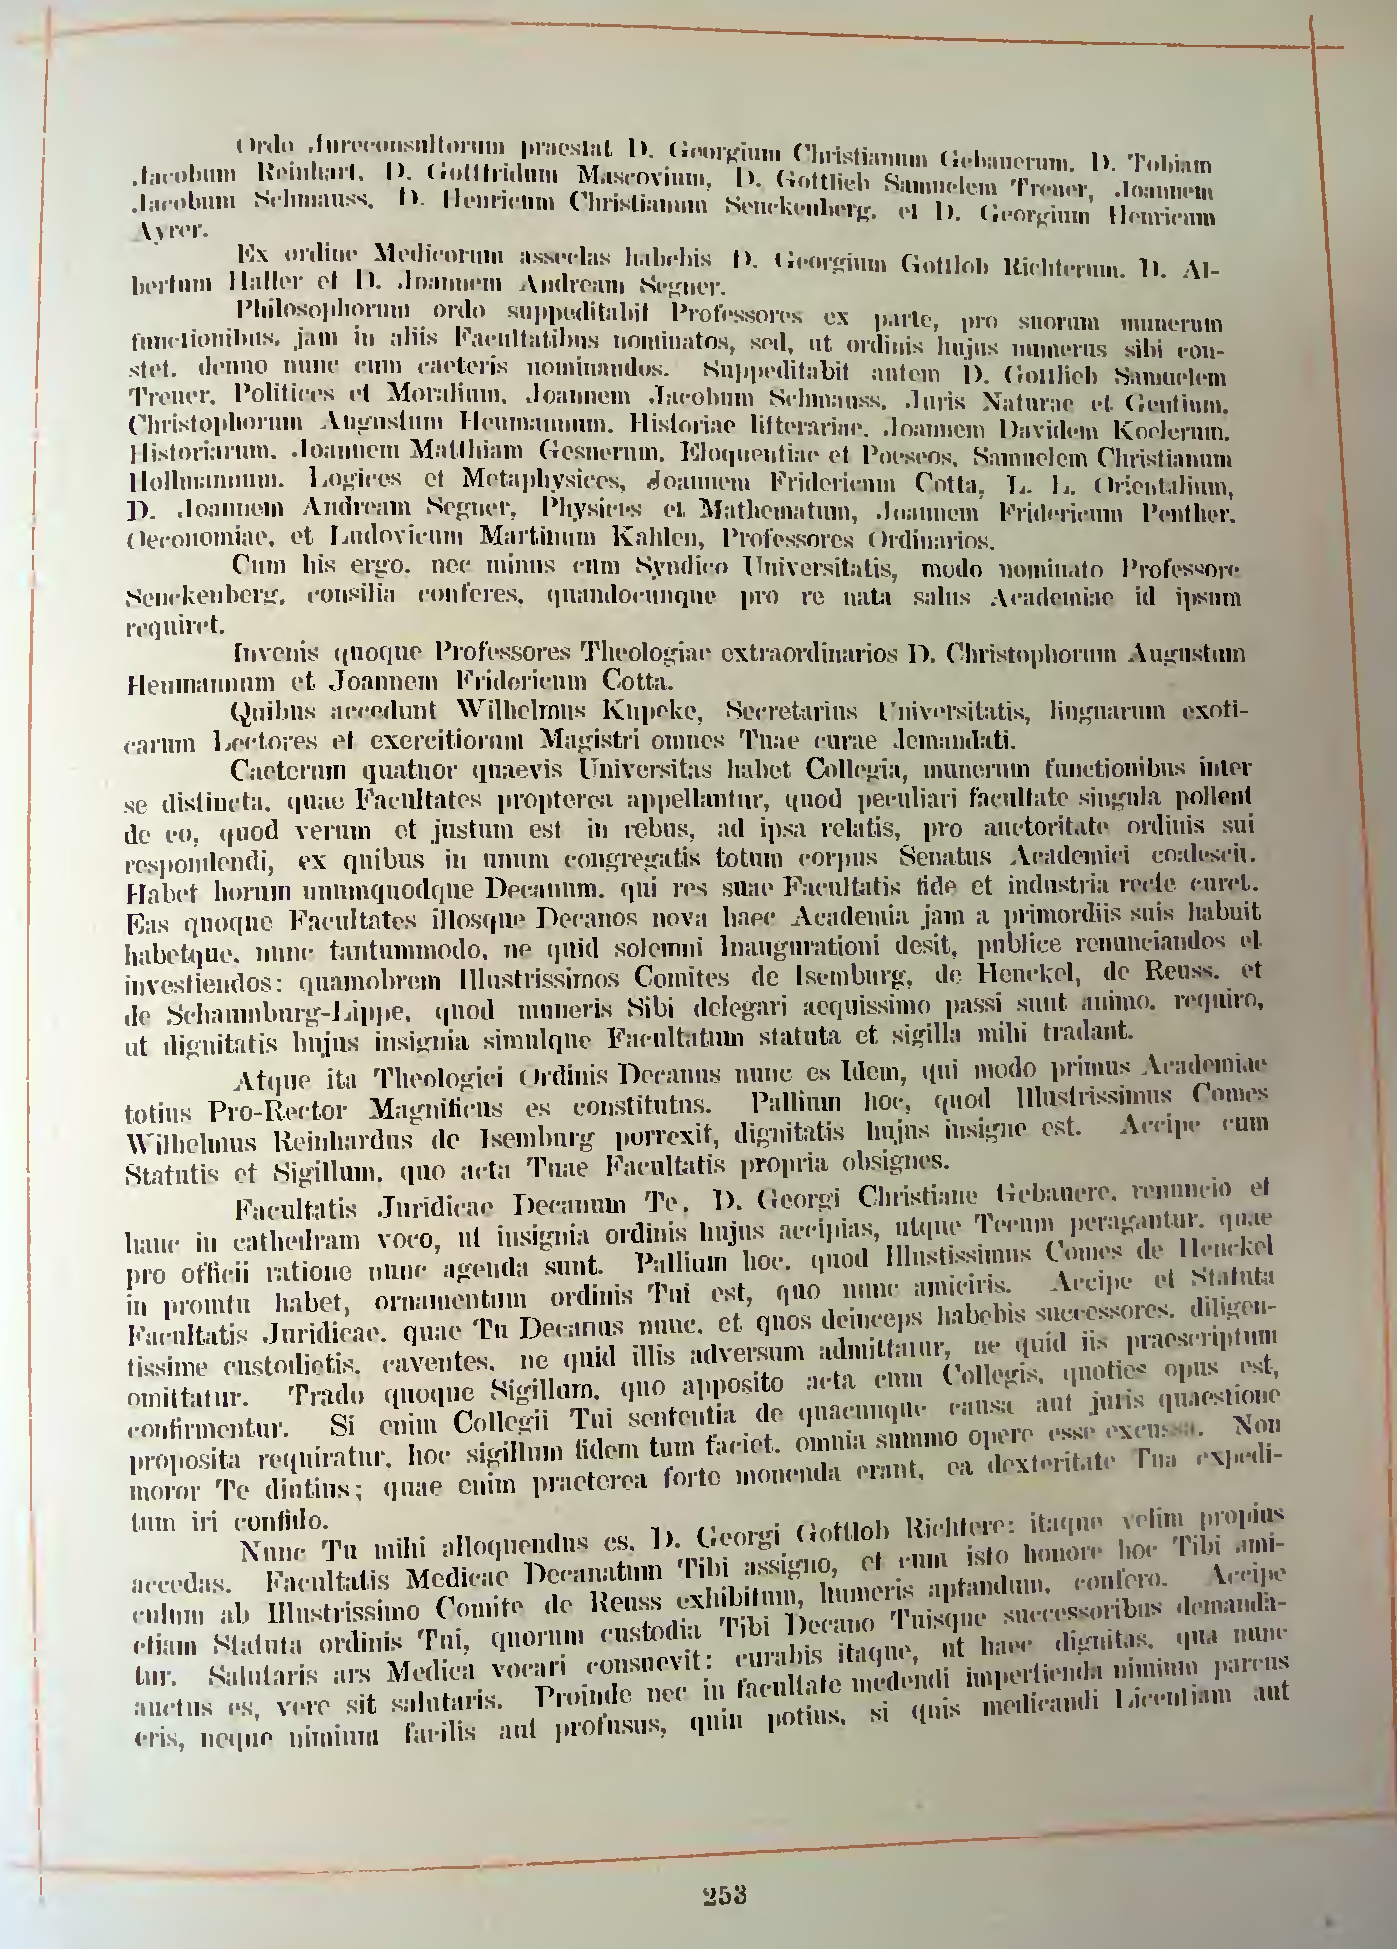 Ordo Jureconsultorum praestat D. Georgium Christianum Gebauerum, D. Tobiam
Jacobum Reinhart, D. Gottfridum Mascovium, D. Gottlieb Samuelem Treuer, Joannem
Jacobum Schmauss, D. Henricum Christianum Senckenberg, et D. Georgium Henricum
Ayrer.
Ex ordine Medicorum asseclas habebis D. Georgium Gottlob Richterum, D. Al-
bertum Haller et D. Joannem Andream Segner.
Philosophorum ordo suppeditabit Professores ex parte, pro suorum munerum
functionibus, jam in aliis Facultatibus nominatos, sed, ut ordinis hujus numerus sibi con-
stet, denuo nunc cum caeteris nominandos. Suppeditabit autem D. Gottlieb Samuelem
Treuer, Politices et Moralium, Joannem Jacobum Schmauss, Juris Naturae et Gentium,
Christophorum Augustum Heumannum, Historiae litterariae, Joannem Davidem Koelerum,
Historiarum, Joannem Matthiam Gesnerum, Eloquentiae et Poeseos, Samuelem Christianum
Hollmannum, Logices et Metaphysices, Joannem Fridericum Cotta, L. L. Orientalium,
D. Joannem Andream Segner, Physices et Mathematum, Joannem Fridericum Penther,
Oeconomiae, et Ludovicum Martinum Kahlen, Professores Ordinarios.
Cum his ergo, nec minus cum Syndico Universitatis, modo nominato Professore
Senckenberg, consilia conferes, quandocunque pro re nata salus Academiae id ipsum
requiret.
Invenis quoque Professores Theologiae extraordinarios D. Christophorum Augustum
Heumannum et Joannem Fridericum Cotta.
Quibus accedunt Wilhelmus Kupcke, Secretarius Universitatis, linguarum exoti-
carum Lectores et exercitiorum Magistri omnes Tuae curae demandati.
Caeterum quatuor quaevis Universitas habet Collegia, munerum functionibus inter
se distincta, quae Facultates propterea appellantur, quod peculiari facultate singula pollent
de eo, quod verum et justum est in rebus, ad ipsa relatis, pro auctoritate ordinis sui
respondendi, ex quibus in unum congregatis totum corpus Senatus Academici coalescit.
Habet horum unumquodque Decanum, qui res suae Facultatis fide et industria recte curet.
Eas quoque Facultates illosque Decanos nova haec Academia jam a primordiis suis habuit
habetque, nunc tantummodo, ne quid solemni Inaugurationi desit, publice renunciandos et
investiendos: quamobrem Illustrissimos Comites de Isemburg, de Henckel, de Reuss, et
de Schaumburg-Lippe, quod muneris Sibi delegari aequissimo passi sunt animo, requiro,
ut dignitatis hujus insignia simulque Facultatum statuta et sigilla mihi tradant.
Atque ita Theologici Ordinis Decanus nunc es Idem, qui modo primus Academiae
totius Pro-Rector Magnificus es constitutus. Pallium hoc, quod Illustrissimus Comes
Wilhelmus Reinhardus de Isemburg porrexit, dignitatis hujus insigne est. Accipe cum
Statutis et Sigillum, quo acta Tuae Facultatis propria obsignes.
Facultatis Juridicae Decanum Te, D. Georgi Christiane Gebauere, renuncio et
hanc in cathedram voco, ut insignia ordinis hujus accipias, utque Tecum peragantur, quae
pro officii ratione nunc agenda sunt. Pallium hoc, quod Illustissimus Comes de Henckel
in promtu habet, ornamentum ordinis Tui est, quo nunc amiciris. Accipe et Statuta
Facultatis Juridicae, quae Tu Decanus nunc, et quos deinceps habebis successores, diligen-
tissime custodietis, caventes, ne quid illis adversum admittatur, ne quid iis praescriptum
omittatur. Trado quoque Sigillum, quo apposito acta cum Collegis, quoties opus est,
confirmentur. Si enim Collegii Tui sententia de quacunque causa aut juris quaestione
proposita requiratur, hoc sigillum fidem tum faciet, omnia summo opere esse excussa. Non
moror Te diutius; quae enim praeterea forte monenda erant, ea dexteritate Tua expedi-
tum iri confido.
Nunc Tu mihi alloquendus es, D. Georgi Gottlob Richtere: itaque velim propius
accedas. Facultatis Medicae Decanatum Tibi assigno, et cum isto honore hoc Tibi ami-
culum ab Illustrissimo Comite de Reuss exhibitum, humeris aptandum, confero. Accipe
etiam Statuta ordinis Tui, quorum custodia Tibi Decano Tuisque successoribus demanda-
tur. Salutaris ars Medica vocari consuevit: curabis itaque, ut haec dignitas, qua nunc
auctus es, vere sit salutaris. Proinde nec in facultate medendi impertienda nimium parcus
eris, neque nimium facilis aut profusus, quin potius, si quis medicandi Licentiam aut
253